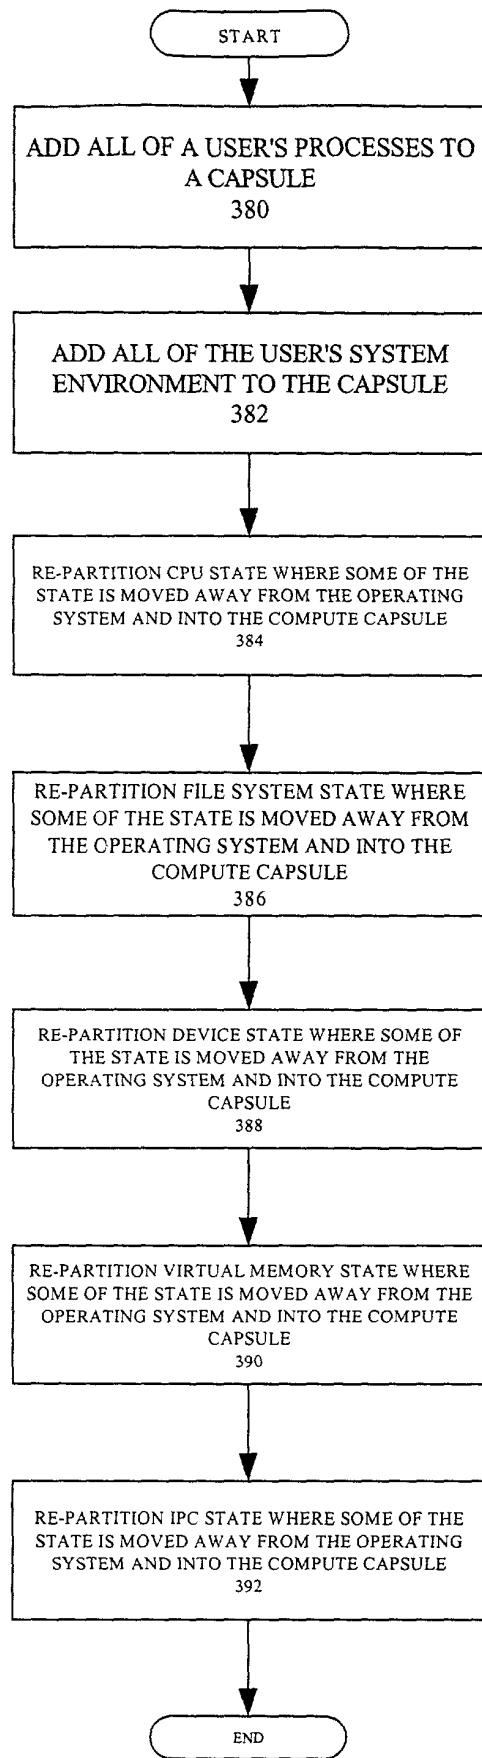 START
ADD ALL OF A USER'S PROCESSES TO
A CAPSULE
380
ADD ALL OF THE USER'S SYSTEM
ENVIRONMENT TO THE CAPSULE
382
RE-PARTITION CPU STATE WHERE SOME OF THE
STATE IS MOVED AWAY FROM THE OPERATING
SYSTEM AND INTO THE COMPUTE CAPSULE
384
RE-PARTITION FILE SYSTEM STATE WHERE
SOME OF THE STATE IS MOVED AWAY FROM
THE OPERATING SYSTEM AND INTO THE
COMPUTE CAPSULE
386
RE-PARTITION DEVICE STATE WHERE SOME OF
THE STATE IS MOVED AWAY FROM THE
OPERATING SYSTEM AND INTO THE COMPUTE
CAPSULE
388
RE-PARTITION VIRTUAL MEMORY STATE WHERE
SOME OF THE STATE IS MOVED AWAY FROM THE
OPERATING SYSTEM AND INTO THE COMPUTE
CAPSULE
390
RE-PARTITION IPC STATE WHERE SOME OF THE
STATE IS MOVED AWAY FROM THE OPERATING
SYSTEM AND INTO THE COMPUTE CAPSULE
392
END